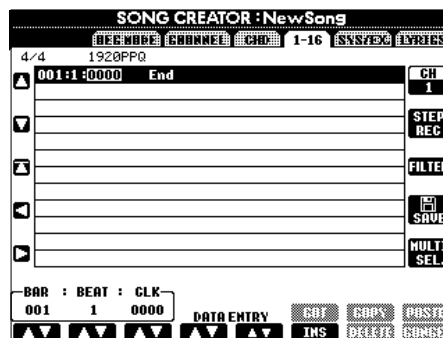 SONG CREATOR : NewSong
REC MODE CHANNEL CHD 1-16 SYS/EX. LYRICS
4/4 1920PPQ
001:1:0000 End
CH
1
STEP
REC
FILTER
SAVE
MULTI
SEL.
BAR : BEAT : CLK
001 1 0000
DATA ENTRY
CUT COPY PASTE
INS DELETE CANCEL